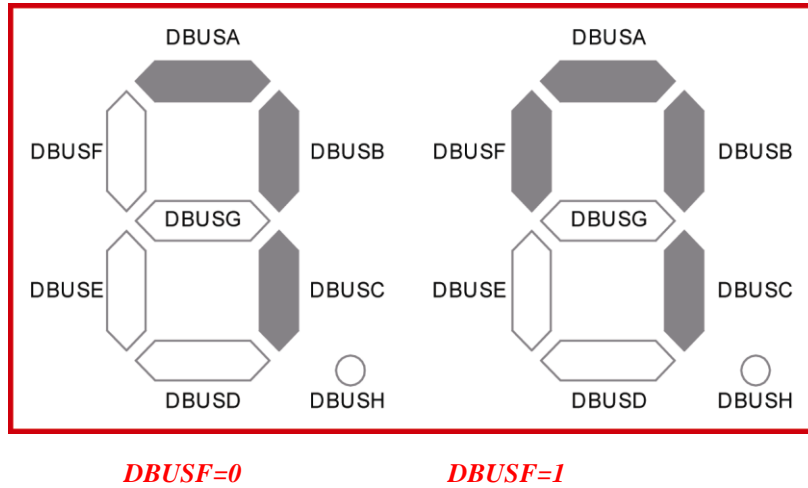 DBUSA DBUSA
DBUSF DBUSB DBUSF DBUSB
DBUSG DBUSG
DBUSE DBUSC DBUSE DBUSC
DBUSD DBUSH DBUSD DBUSH
DBUSF=0 DBUSF=1